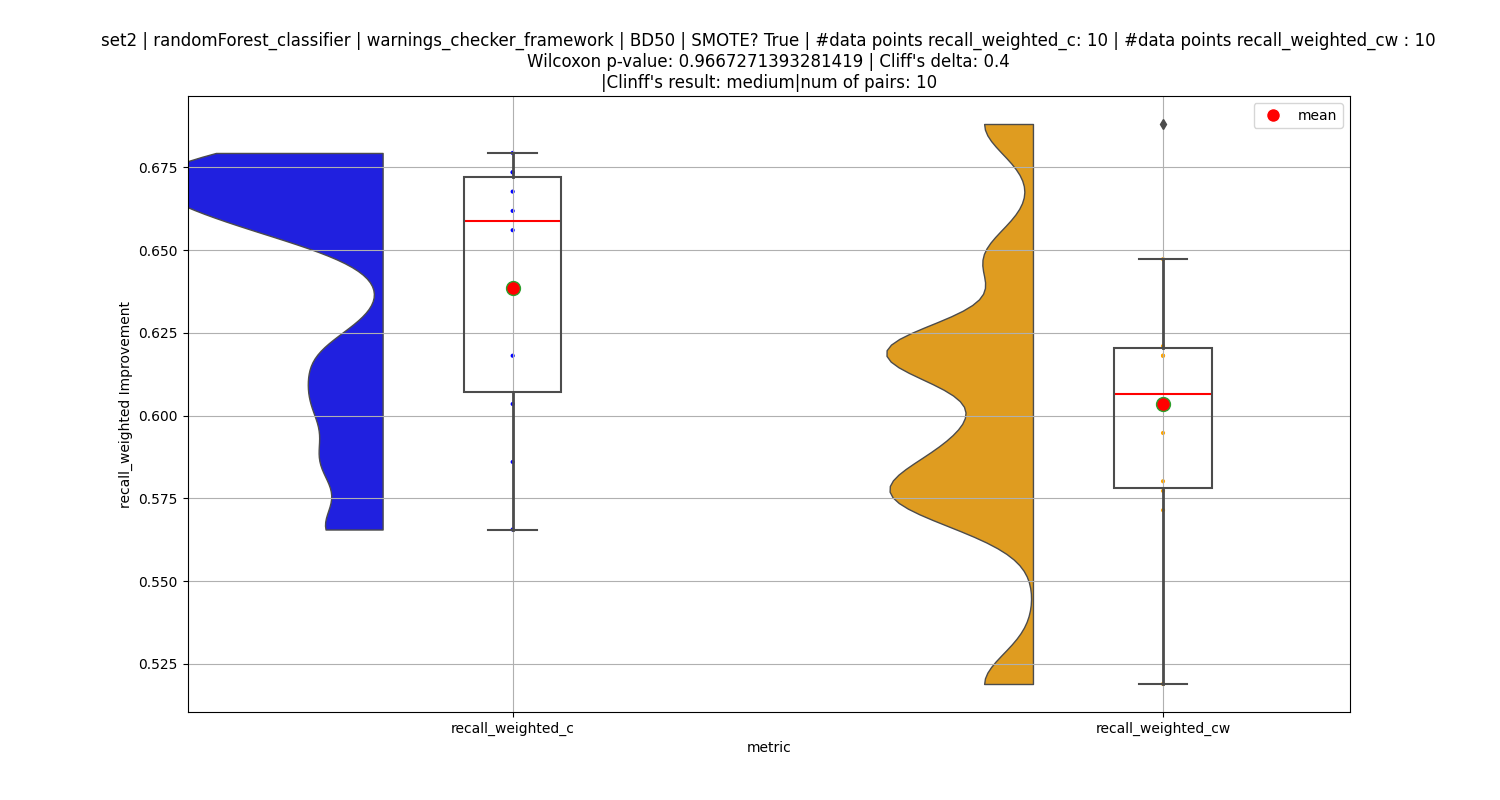 set2 | randomForest_classifier | warnings_checker_framework | BD50 | SMOTE? True | #data points recall_weighted_c: 10 | #data points recall_weighted_cw : 10
Wilcoxon p-value: 0.9667271393281419 | Cliff's delta: 0.4
|Clinff's result: medium|num of pairs: 10
mean
0.675
0.650
0.625
0.600
0.575
0.550
0.525
recall_weighted Improvement
recall_weighted_c
recall_weighted_cw
metric